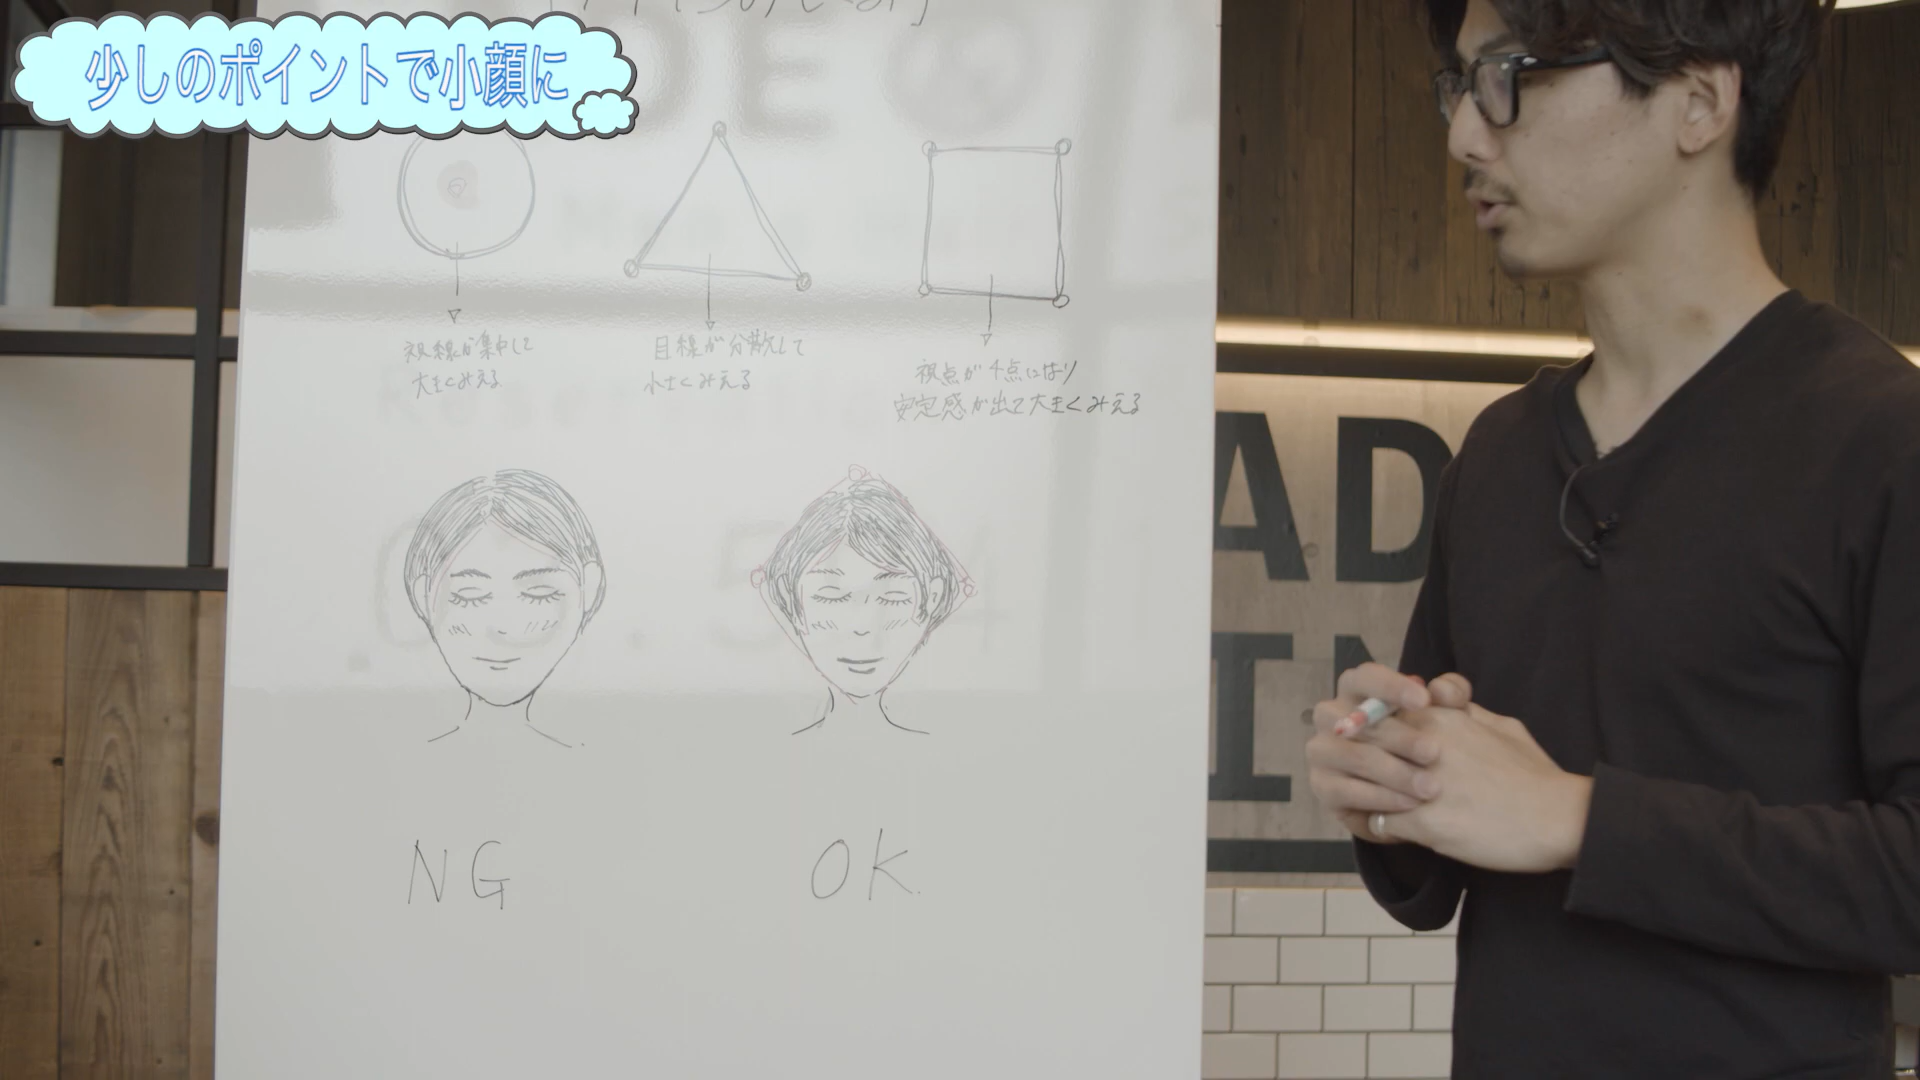 少しのポイントで小顔に
視線が集中して
大きくみえる
目線が分散して
小さくみえる
視点が4点になり
安定感が出て大きくみえる
NG
OK.
AD
IN